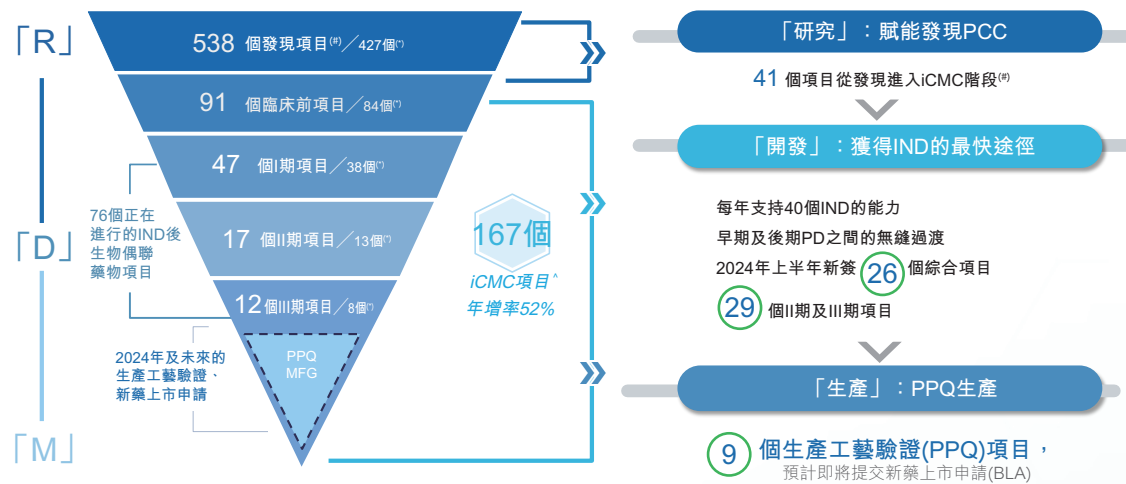 「R」
538 個發現項目(#)／427個(*)
91 個臨床前項目／84個(*)
47 個I期項目／38個(*)
76個正在
進行的IND後
生物偶聯
藥物項目
「D」
17 個II期項目／13個(*)
12個III期項目／8個(*)
2024年及未來的
生產工藝驗證、
新藥上市申請
PPQ
MFG
「M」
167個
iCMC項目^
年增率52%
「研究」：賦能發現PCC
41 個項目從發現進入iCMC階段(#)
「開發」：獲得IND的最快途徑
每年支持40個IND的能力
早期及後期PD之間的無縫過渡
2024年上半年新簽 26 個綜合項目
29 個II期及III期項目
「生產」：PPQ生產
9 個生產工藝驗證(PPQ)項目，
預計即將提交新藥上市申請(BLA)